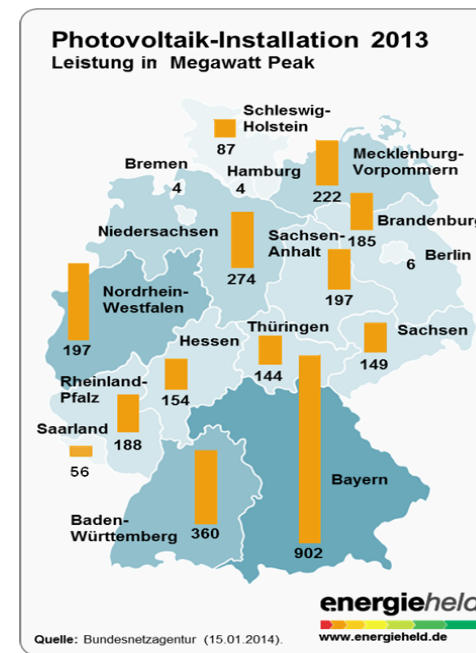 Photovoltaik-Installation 2013
Leistung in Megawatt Peak
Schleswig-
Holstein
87
Bremen
4
Hamburg
4
Mecklenburg-
Vorpommern
222
Niedersachsen
274
Sachsen-
Anhalt
197
Brandenburg
185
Berlin
6
Nordrhein-
Westfalen
197
Hessen
154
Thüringen
144
Sachsen
149
Rheinland-
Pfalz
188
Saarland
56
Baden-
Württemberg
360
Bayern
902
energieheld
www.energieheld.de
Quelle: Bundesnetzagentur (15.01.2014).